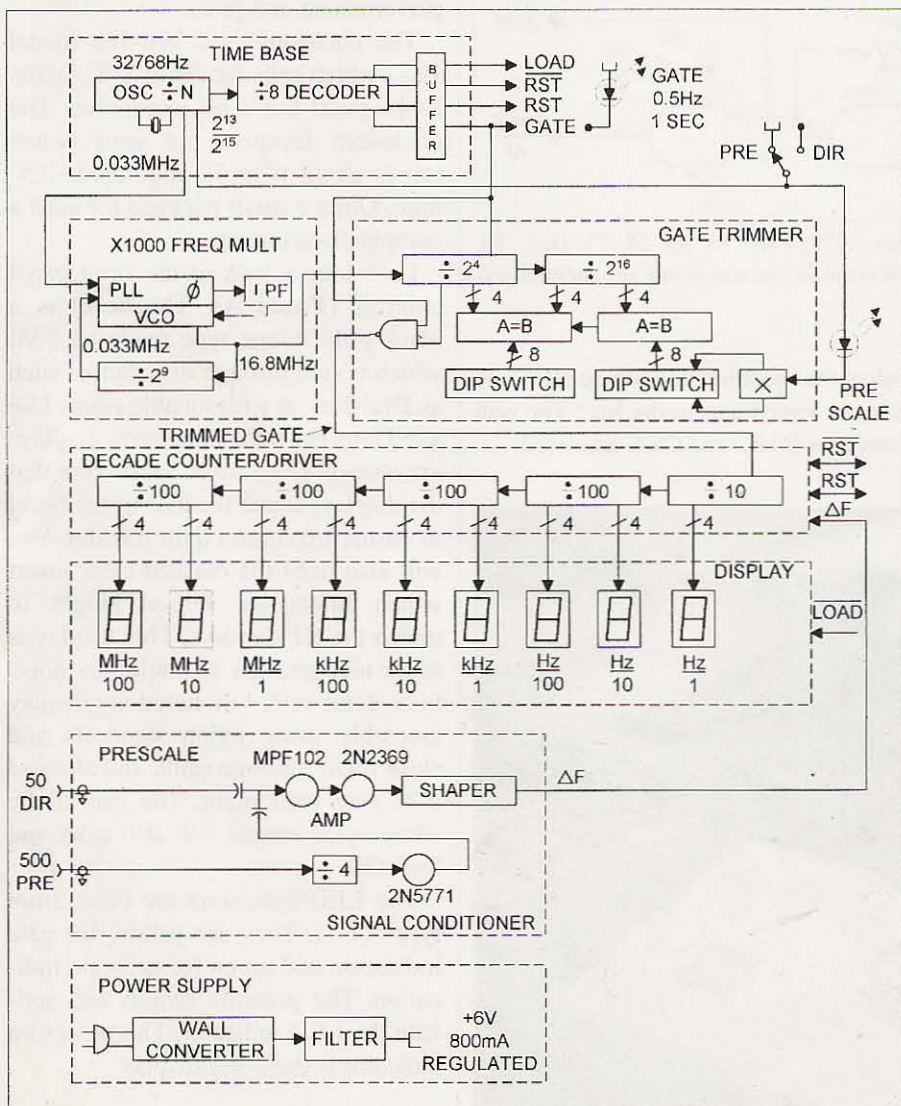 TIME BASE
32768Hz
OSC ÷N
÷8 DECODER
BUFFER
2¹³
2¹⁵
0.033MHz
LOAD
RST
RST
GATE
GATE
0.5Hz
1 SEC
PRE
DIR
X1000 FREQ MULT
PLL
Ø
LPF
VCO
0.033MHz
16.8MHz
÷2⁹
GATE TRIMMER
÷2⁴
÷2¹⁶
4
4
4
4
A=B
A=B
8
8
DIP SWITCH
DIP SWITCH
X
PRE
SCALE
TRIMMED GATE
DECADE COUNTER/DRIVER
÷100
÷100
÷100
÷100
÷10
4
4
4
4
4
4
4
4
4
RST
RST
ΔF
DISPLAY
LOAD
MHz MHz MHz kHz kHz kHz Hz Hz Hz
100 10 1 100 10 1 100 10 1
PRESCALE
MPF102
2N2369
50
DIR
AMP
SHAPER
ΔF
500
PRE
÷4
2N5771
SIGNAL CONDITIONER
POWER SUPPLY
WALL
CONVERTER
FILTER
+6V
800mA
REGULATED